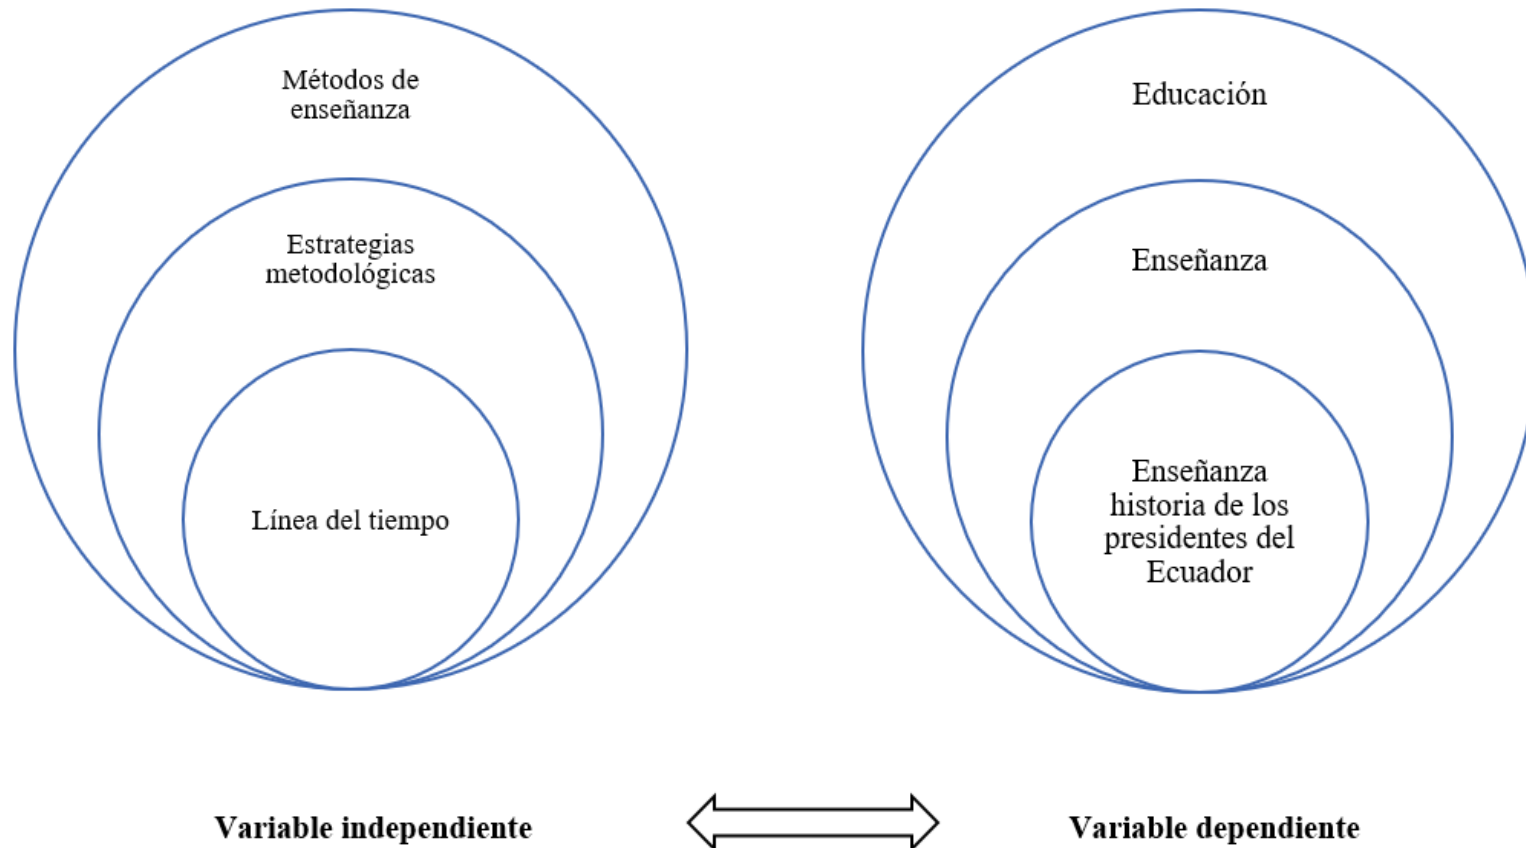 Métodos de
enseñanza
Estrategias
metodológicas
Línea del tiempo
Educación
Enseñanza
Enseñanza
historia de los
presidentes del
Ecuador
Variable independiente
Variable dependiente